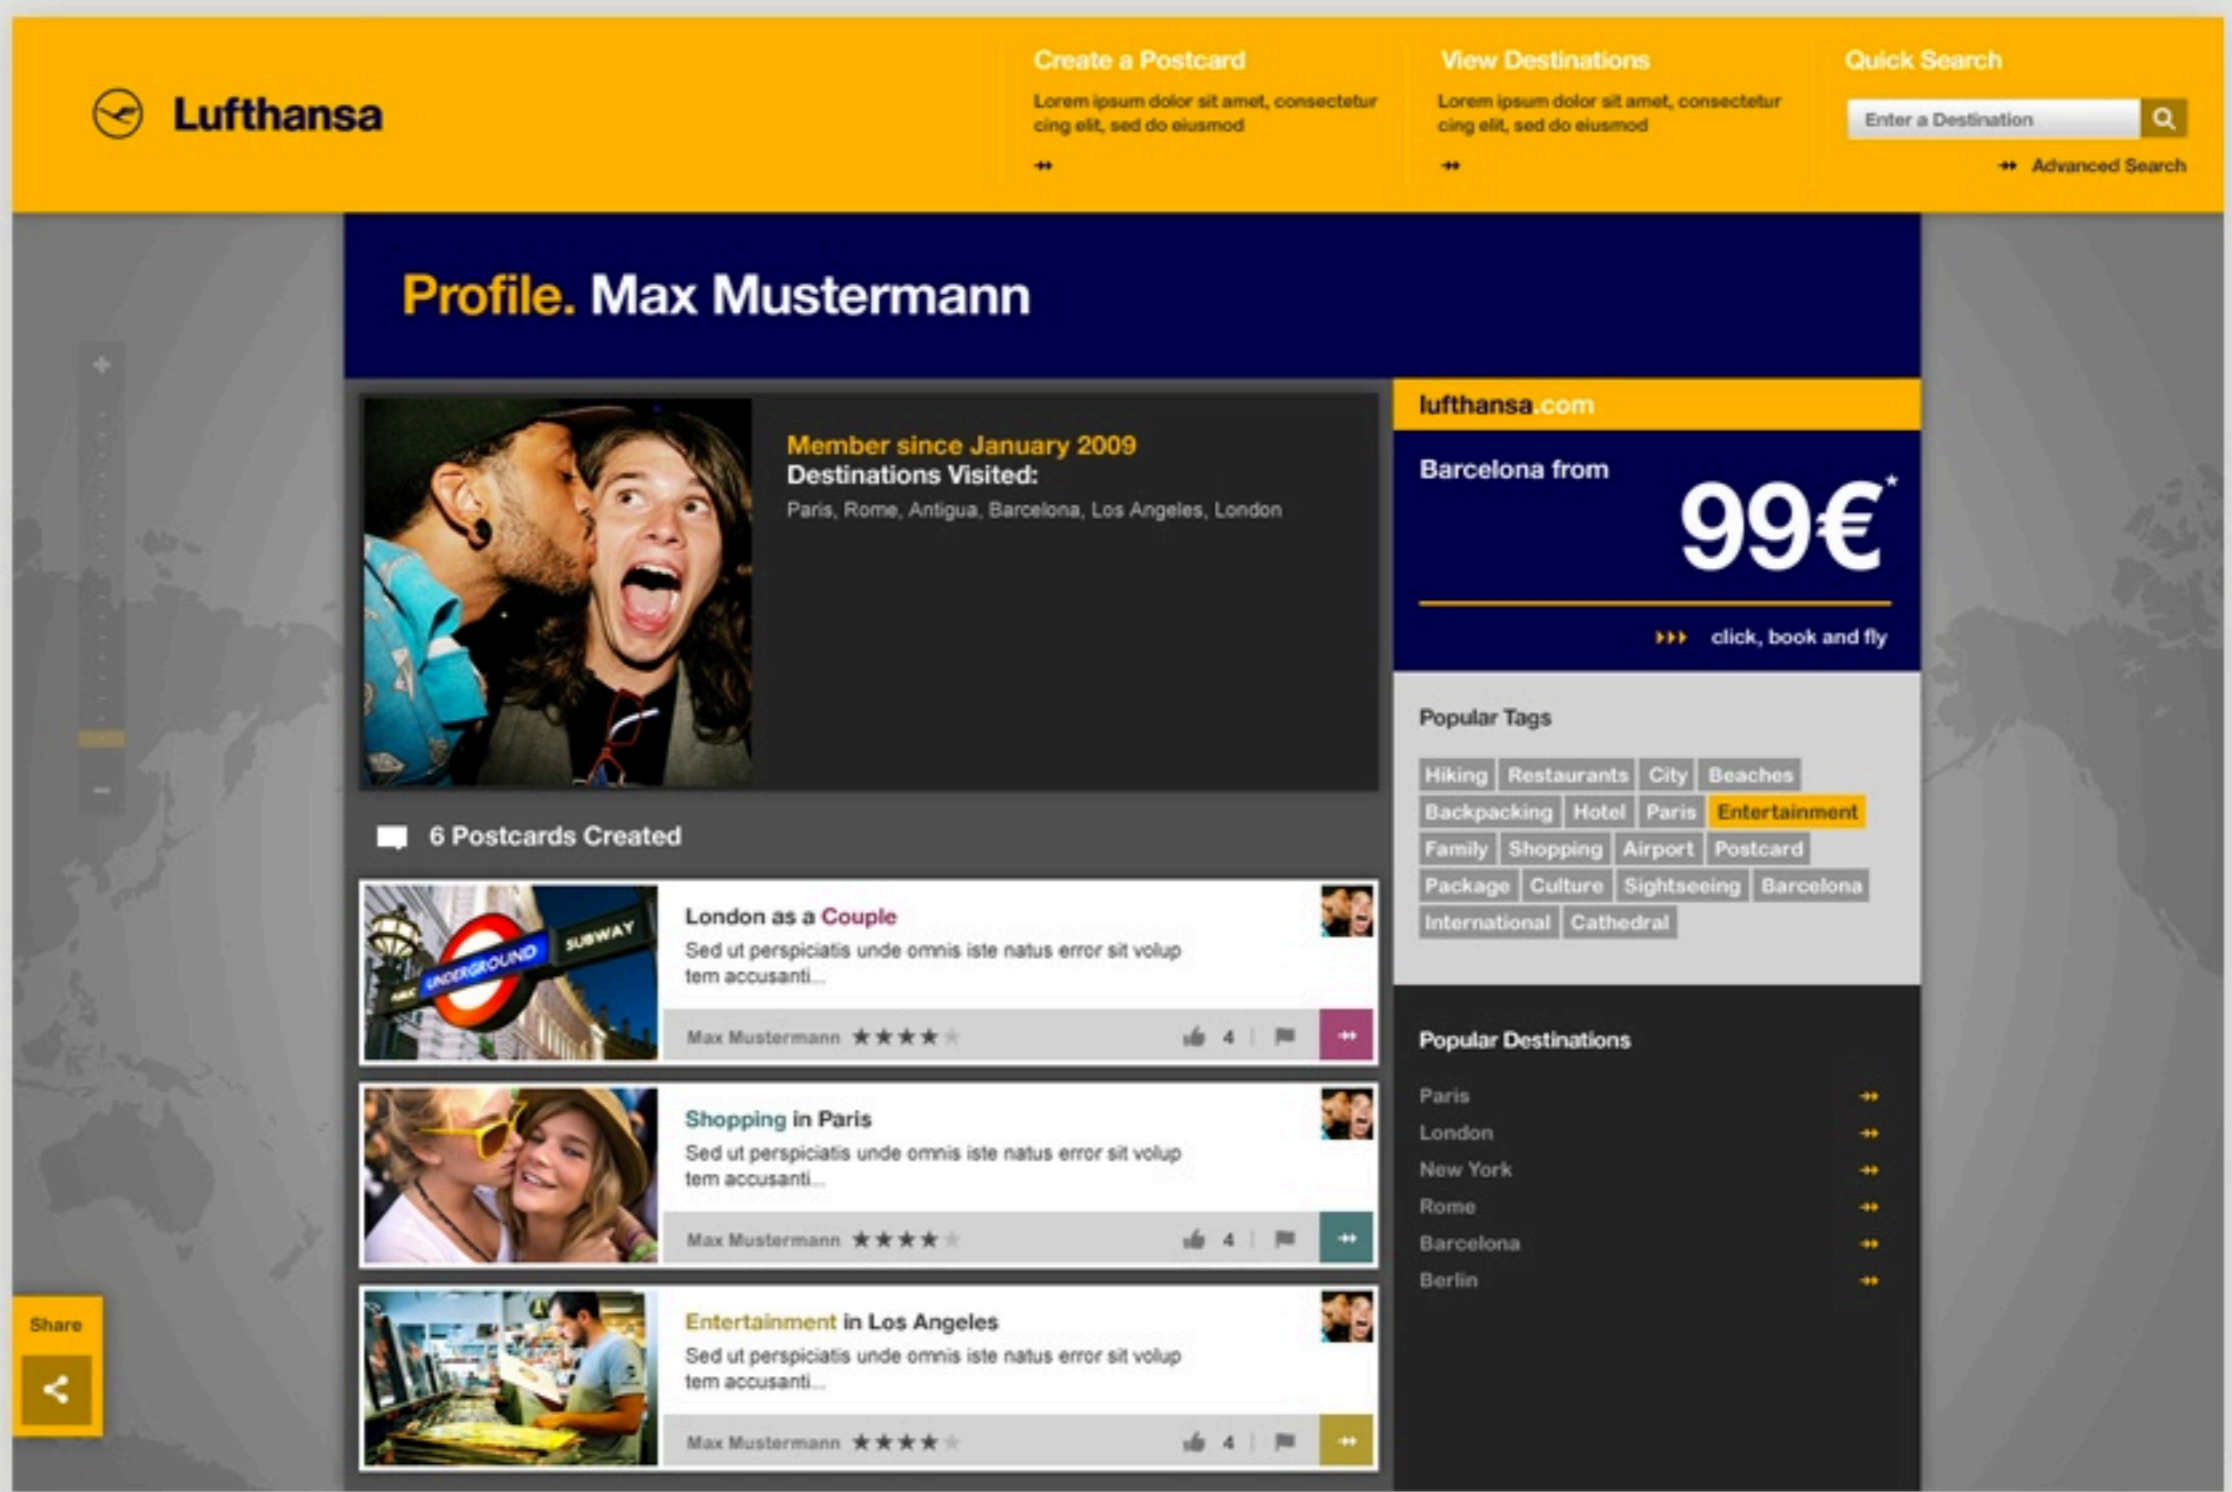 Lufthansa
Create a Postcard
Lorem ipsum dolor sit amet, consectetur
cing elit, sed do eiusmod
View Destinations
Lorem ipsum dolor sit amet, consectetur
cing elit, sed do eiusmod
Quick Search
Enter a Destination
Advanced Search
Profile. Max Mustermann
Member since January 2009
Destinations Visited:
Paris, Rome, Antigua, Barcelona, Los Angeles, London
6 Postcards Created
UNDERGROUND
SUBWAY
PUBLIC
London as a Couple
Sed ut perspiciatis unde omnis iste natus error sit volup
tem accusanti...
Max Mustermann
4
Shopping in Paris
Sed ut perspiciatis unde omnis iste natus error sit volup
tem accusanti...
Max Mustermann
4
Entertainment in Los Angeles
Sed ut perspiciatis unde omnis iste natus error sit volup
tem accusanti...
Max Mustermann
4
lufthansa.com
Barcelona from
99€*
click, book and fly
Popular Tags
Hiking Restaurants City Beaches
Backpacking Hotel Paris Entertainment
Family Shopping Airport Postcard
Package Culture Sightseeing Barcelona
International Cathedral
Popular Destinations
Paris
London
New York
Rome
Barcelona
Berlin
Share